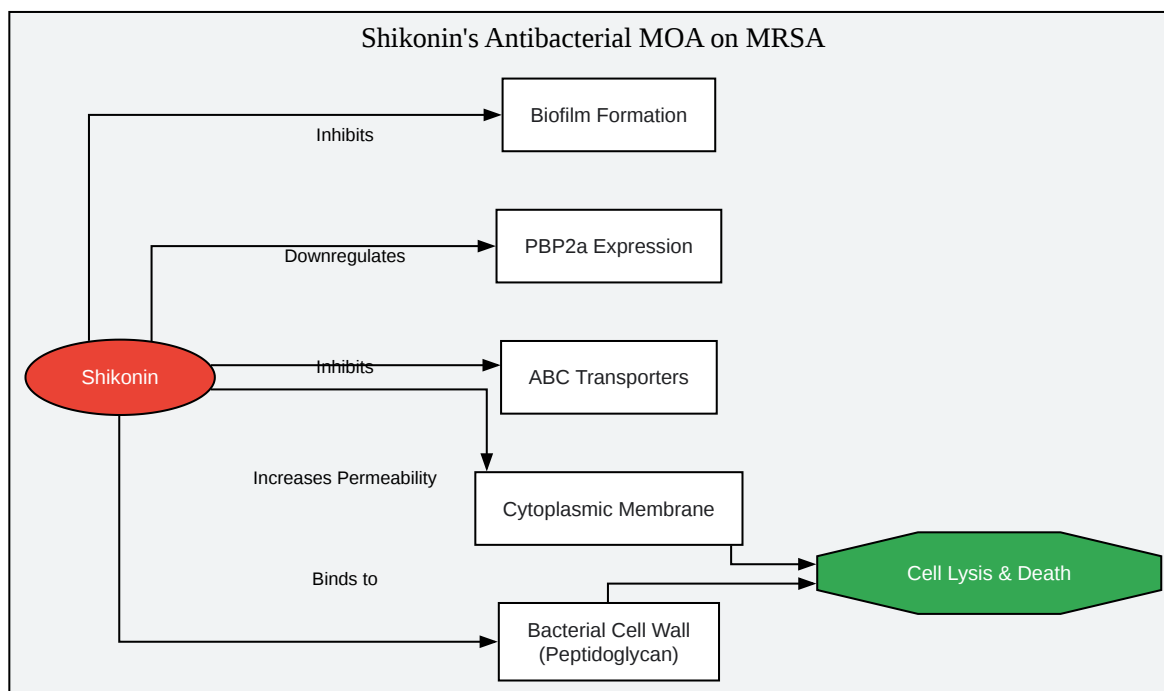 Shikonin's Antibacterial MOA on MRSA
Biofilm Formation
Inhibits
PBP2a Expression
Downregulates
Inhibits
ABC Transporters
Shikonin
Increases Permeability
Cytoplasmic Membrane
Cell Lysis & Death
Binds to
Bacterial Cell Wall
(Peptidoglycan)